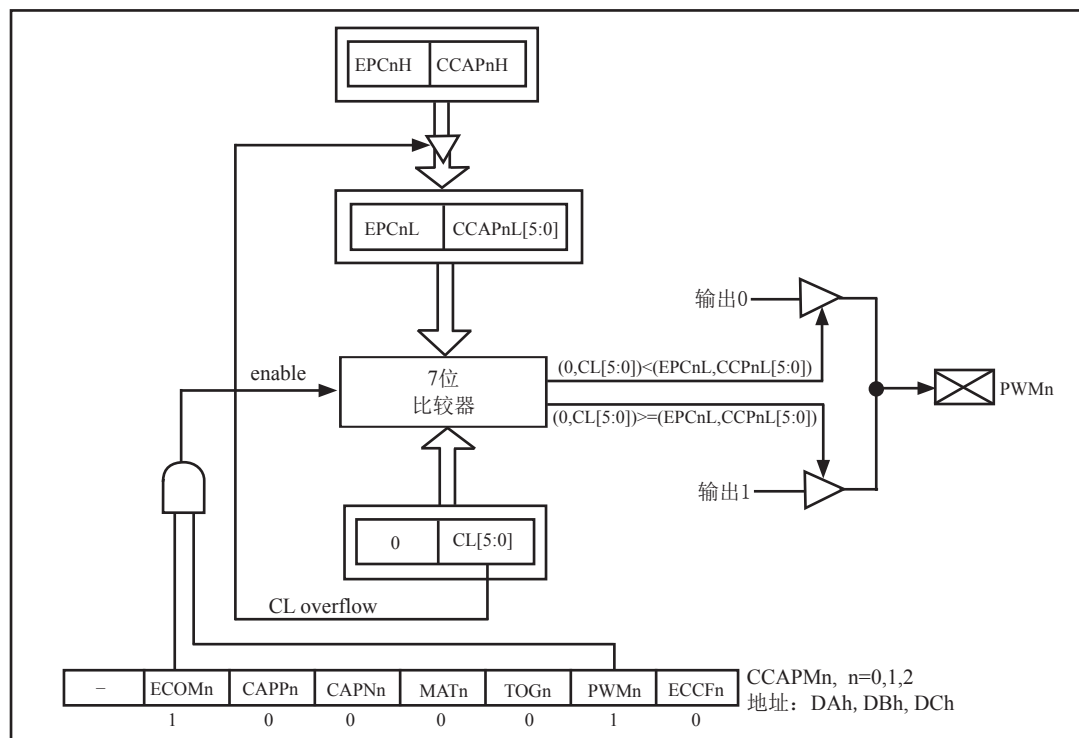 EPCnH CCAPnH
EPCnL CCAPnL[5:0]
输出0
(0,CL[5:0])<(EPCnL,CCPnL[5:0])
enable
7位
比较器
PWMn
(0,CL[5:0])>=(EPCnL,CCPnL[5:0])
输出1
0 CL[5:0]
CL overflow
− ECOMn CAPPn CAPNn MATn TOGn PWMn ECCFn
CCAPMn, n=0,1,2
地址：DAh, DBh, DCh
1 0 0 0 0 1 0